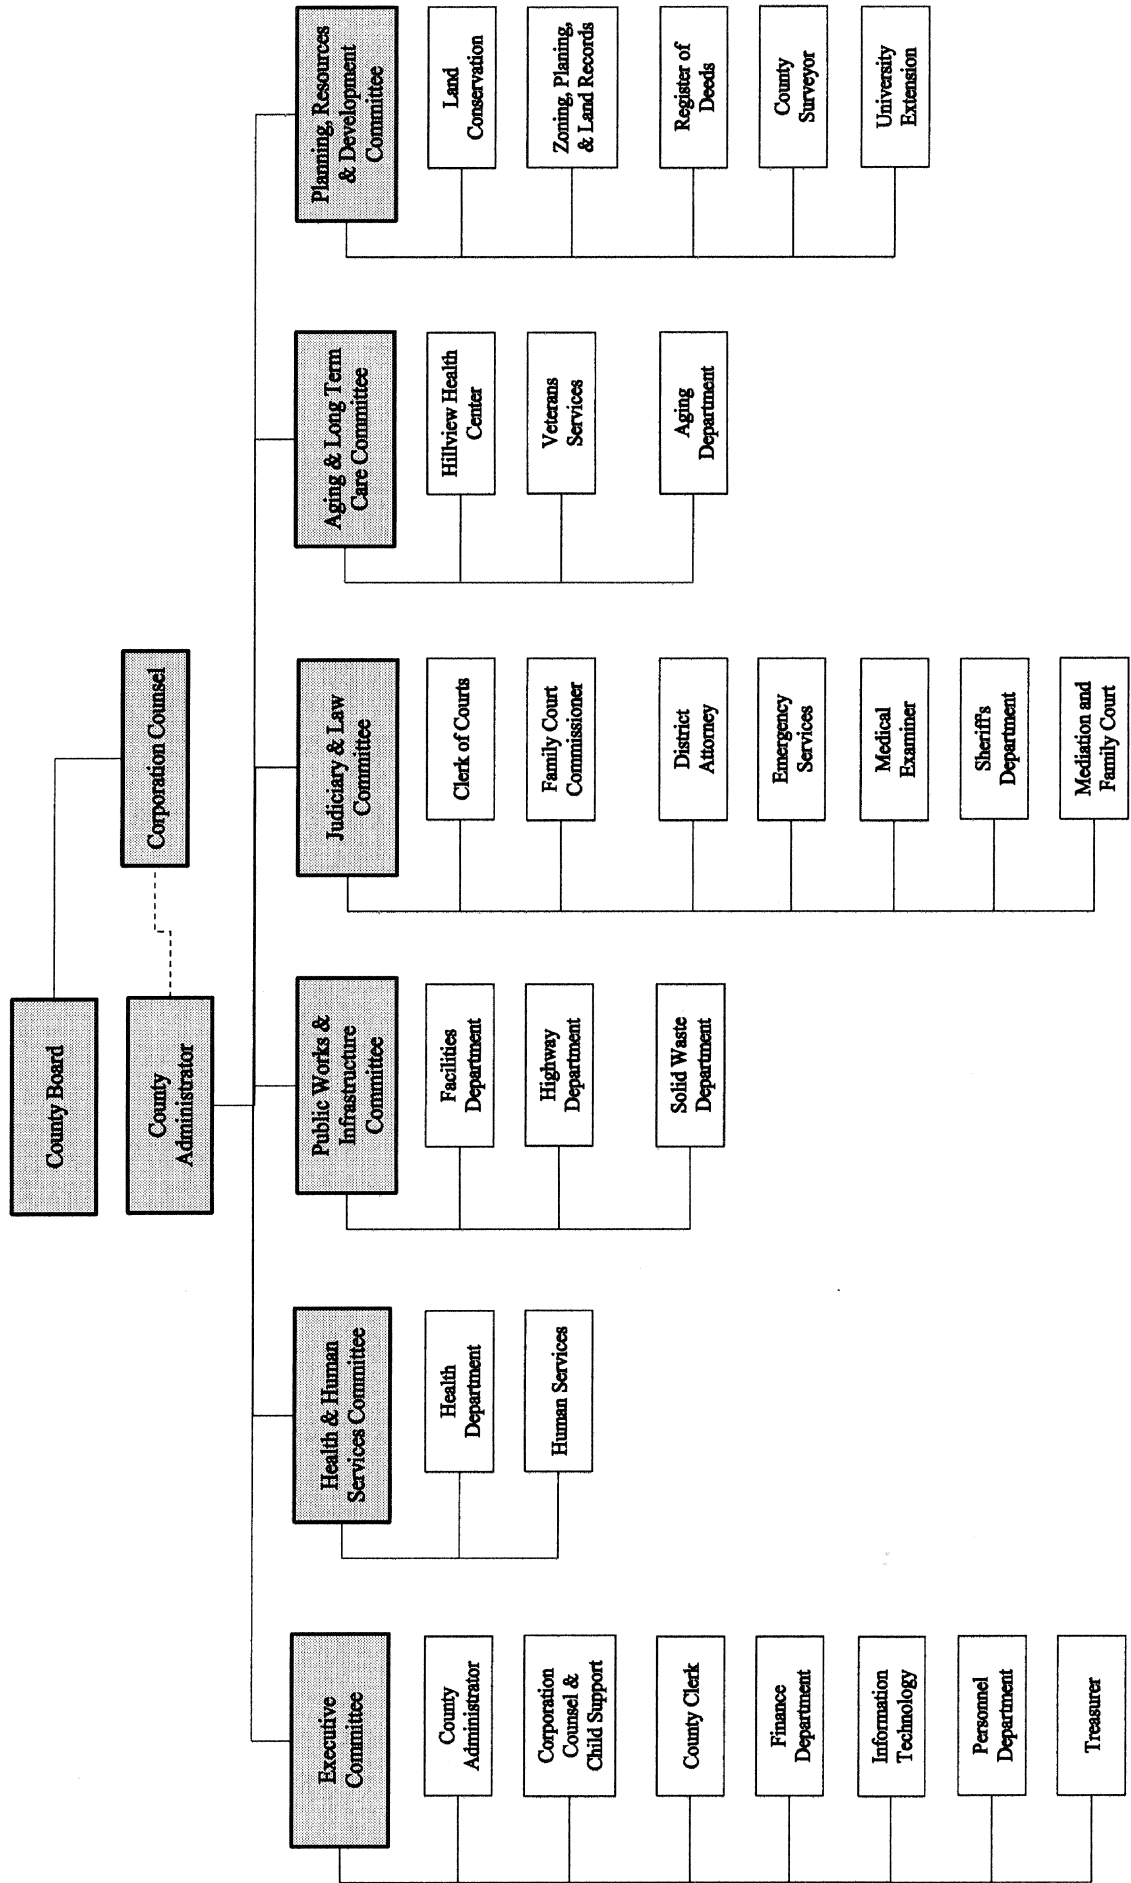 County Board
Corporation Counsel
County
Administrator
Executive
Committee
County
Administrator
Corporation
Counsel &
Child Support
County Clerk
Finance
Department
Information
Technology
Personnel
Department
Treasurer
Health & Human
Services Committee
Health
Department
Human Services
Public Works &
Infrastructure
Committee
Facilities
Department
Highway
Department
Solid Waste
Department
Judiciary & Law
Committee
Clerk of Courts
Family Court
Commissioner
District
Attorney
Emergency
Services
Medical
Examiner
Sheriff's
Department
Mediation and
Family Court
Aging & Long Term
Care Committee
Hillview Health
Center
Veterans
Services
Aging
Department
Planning, Resources
& Development
Committee
Land
Conservation
Zoning, Planing,
& Land Records
Register of
Deeds
County
Surveyor
University
Extension